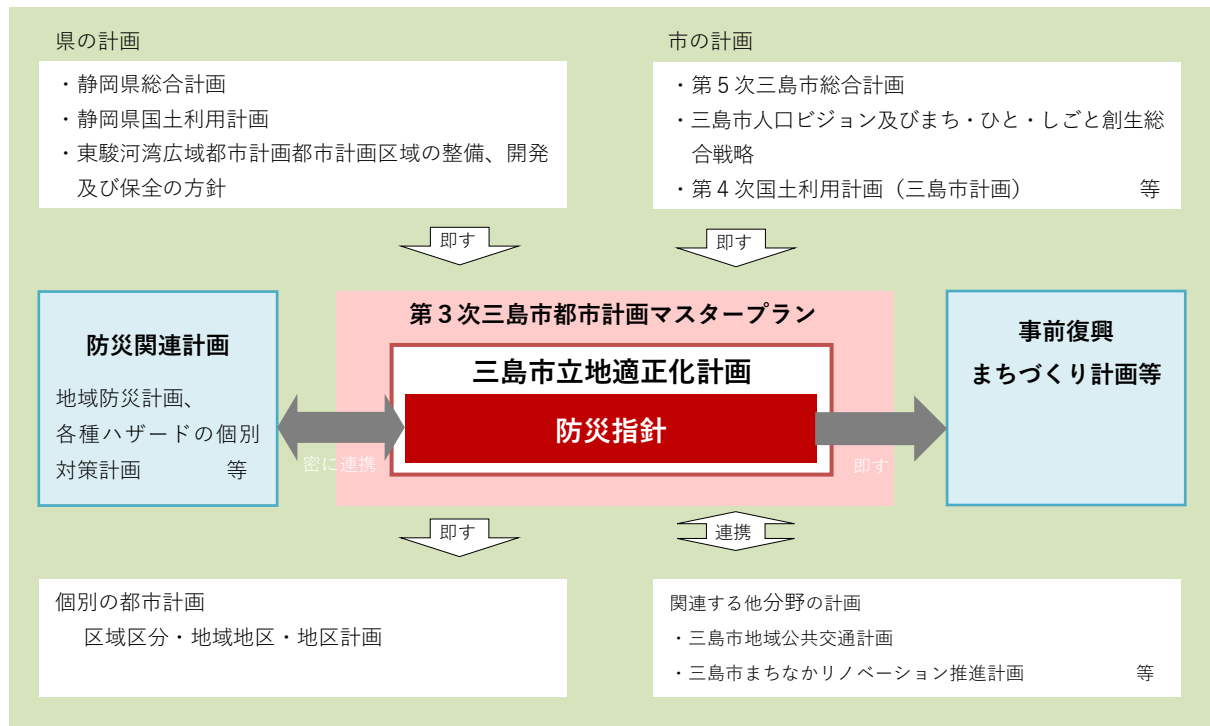 県の計画
・静岡県総合計画
・静岡県国土利用計画
・東駿河湾広域都市計画都市計画区域の整備、開発
及び保全の方針
市の計画
・第５次三島市総合計画
・三島市人口ビジョン及びまち・ひと・しごと創生総
合戦略
・第４次国土利用計画（三島市計画） 等
即す
即す
防災関連計画
地域防災計画、
各種ハザードの個別
対策計画 等
密に連携
第３次三島市都市計画マスタープラン
三島市立地適正化計画
防災指針
即す
事前復興
まちづくり計画等
即す
連携
個別の都市計画
区域区分・地域地区・地区計画
関連する他分野の計画
・三島市地域公共交通計画
・三島市まちなかリノベーション推進計画 等